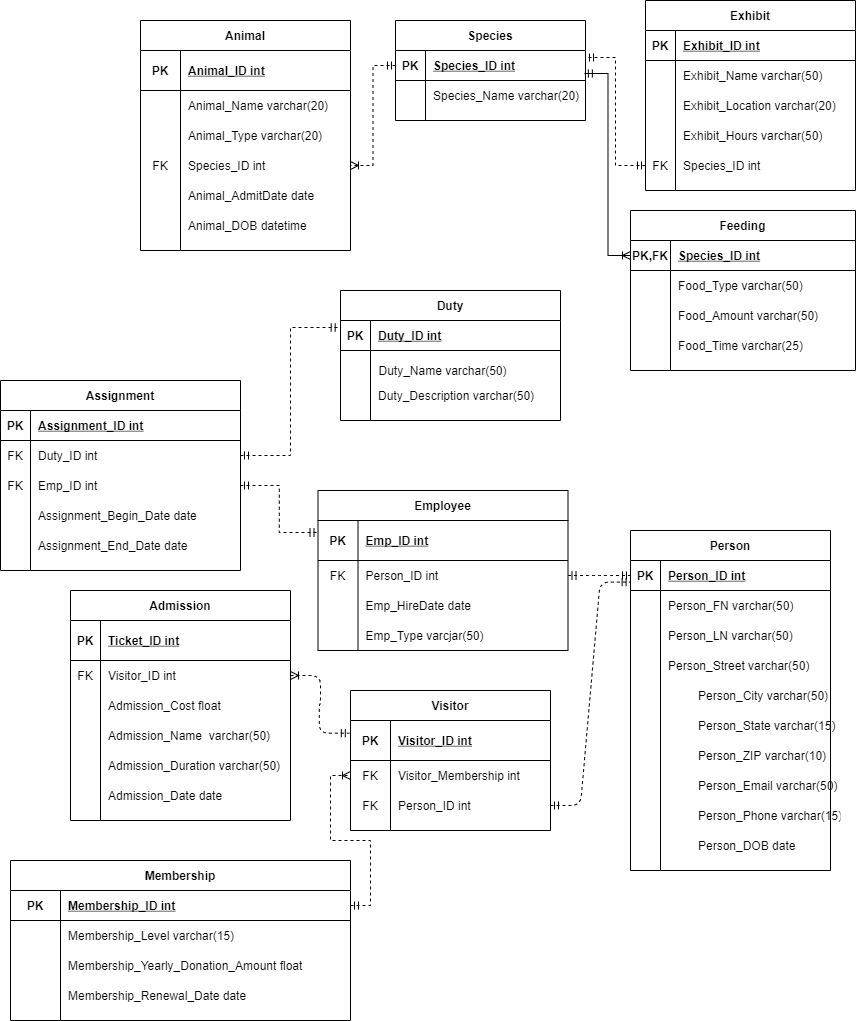 Animal
PK Animal_ID int
Animal_Name varchar(20)
Animal_Type varchar(20)
FK Species_ID int
Animal_AdmitDate date
Animal_DOB datetime
Species
PK Species_ID int
Species_Name varchar(20)
Exhibit
PK Exhibit_ID int
Exhibit_Name varchar(50)
Exhibit_Location varchar(20)
Exhibit_Hours varchar(50)
FK Species_ID int
Feeding
PK,FK Species_ID int
Food_Type varchar(50)
Food_Amount varchar(50)
Food_Time varchar(25)
Duty
PK Duty_ID int
Duty_Name varchar(50)
Duty_Description varchar(50)
Assignment
PK Assignment_ID int
FK Duty_ID int
FK Emp_ID int
Assignment_Begin_Date date
Assignment_End_Date date
Employee
PK Emp_ID int
FK Person_ID int
Emp_HireDate date
Emp_Type varcjar(50)
Person
PK Person_ID int
Person_FN varchar(50)
Person_LN varchar(50)
Person_Street varchar(50)
Person_City varchar(50)
Person_State varchar(15)
Person_ZIP varchar(10)
Person_Email varchar(50)
Person_Phone varchar(15)
Person_DOB date
Admission
PK Ticket_ID int
FK Visitor_ID int
Admission_Cost float
Admission_Name  varchar(50)
Admission_Duration varchar(50)
Admission_Date date
Visitor
PK Visitor_ID int
FK Visitor_Membership int
FK Person_ID int
Membership
PK Membership_ID int
Membership_Level varchar(15)
Membership_Yearly_Donation_Amount float
Membership_Renewal_Date date